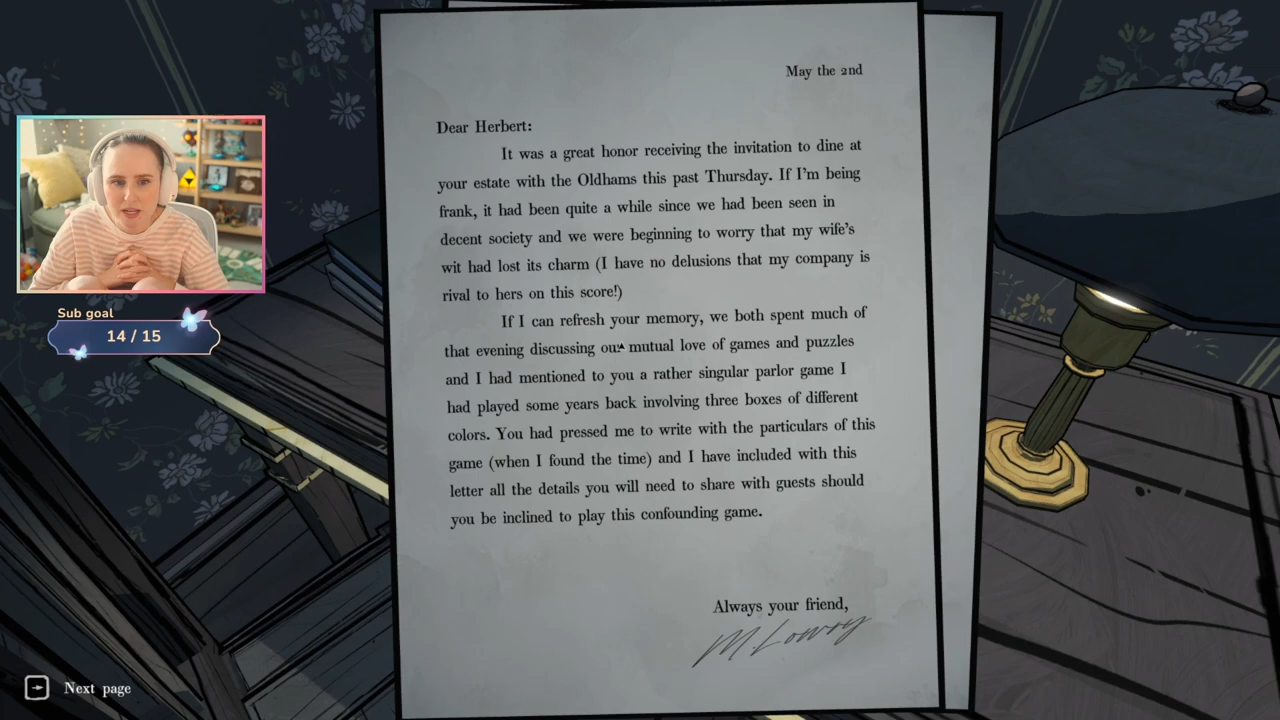 May the 2nd
Dear Herbert:
It was a great honor receiving the invitation to dine at
your estate with the Oldhams this past Thursday. If I'm being
frank, it had been quite a while since we had been seen in
decent society and we were beginning to worry that my wife's
wit had lost its charm (I have no delusions that my company is
rival to hers on this score!)
If I can refresh your memory, we both spent much of
that evening discussing our mutual love of games and puzzles
and I had mentioned to you a rather singular parlor game I
had played some years back involving three boxes of different
colors. You had pressed me to write with the particulars of this
game (when I found the time) and I have included with this
letter all the details you will need to share with guests should
you be inclined to play this confounding game.
Always your friend,
M. Lowry
Sub goal
14 / 15
Next page